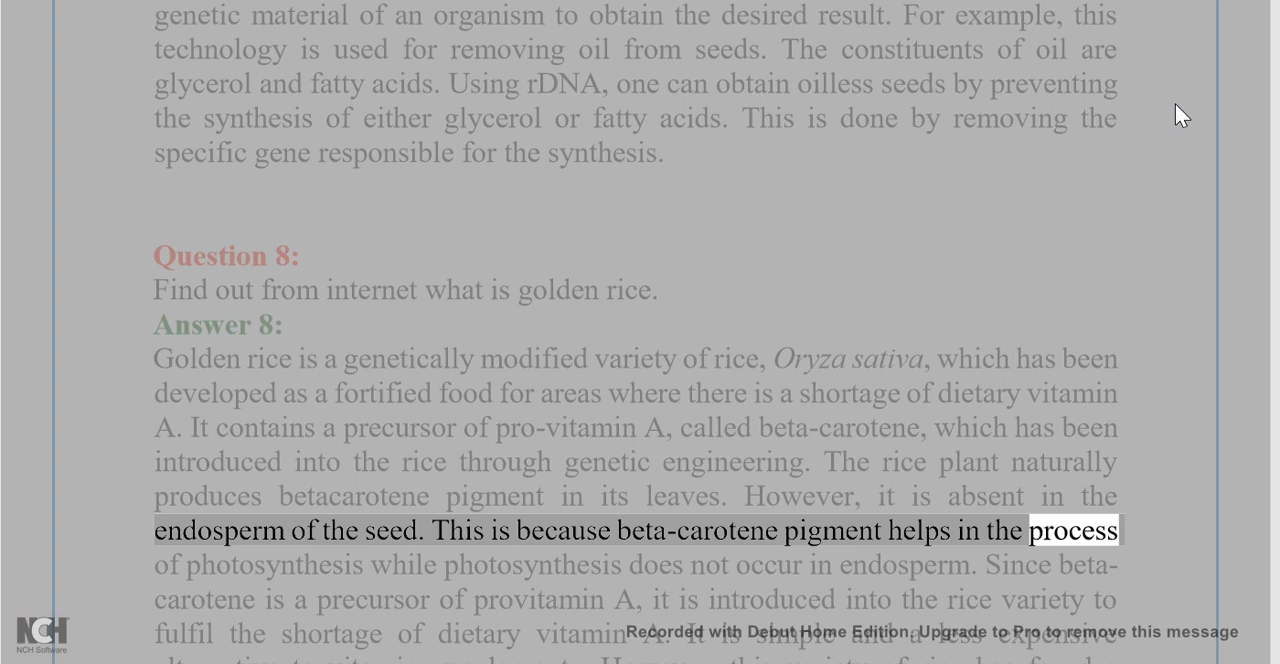 genetic material of an organism to obtain the desired result. For example, this
technology is used for removing oil from seeds. The constituents of oil are
glycerol and fatty acids. Using rDNA, one can obtain oilless seeds by preventing
the synthesis of either glycerol or fatty acids. This is done by removing the
specific gene responsible for the synthesis.
Question 8:
Find out from internet what is golden rice.
Answer 8:
Golden rice is a genetically modified variety of rice, Oryza sativa, which has been
developed as a fortified food for areas where there is a shortage of dietary vitamin
A. It contains a precursor of pro-vitamin A, called beta-carotene, which has been
introduced into the rice through genetic engineering. The rice plant naturally
produces betacarotene pigment in its leaves. However, it is absent in the
endosperm of the seed. This is because beta-carotene pigment helps in the process
of photosynthesis while photosynthesis does not occur in endosperm. Since beta-
carotene is a precursor of provitamin A, it is introduced into the rice variety to
fulfil the shortage of dietary vitamin A. It is simple and a less expensive
Recorded with Debut Home Edition. Upgrade to Pro to remove this message
NCH
NCH Software